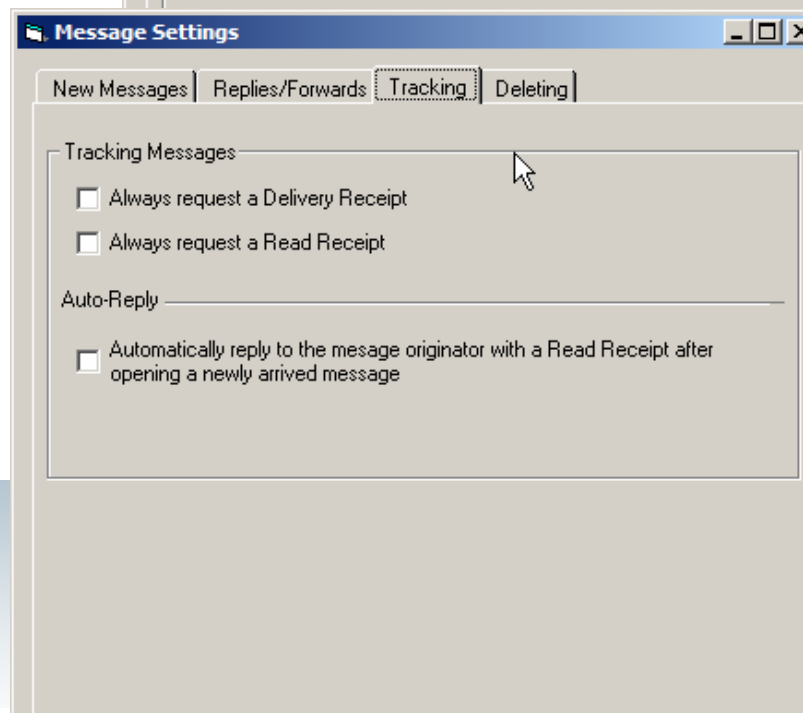 Message Settings
New Messages Replies/Forwards Tracking Deleting
Tracking Messages
Always request a Delivery Receipt
Always request a Read Receipt
Auto-Reply
Automatically reply to the mesage originator with a Read Receipt after
opening a newly arrived message